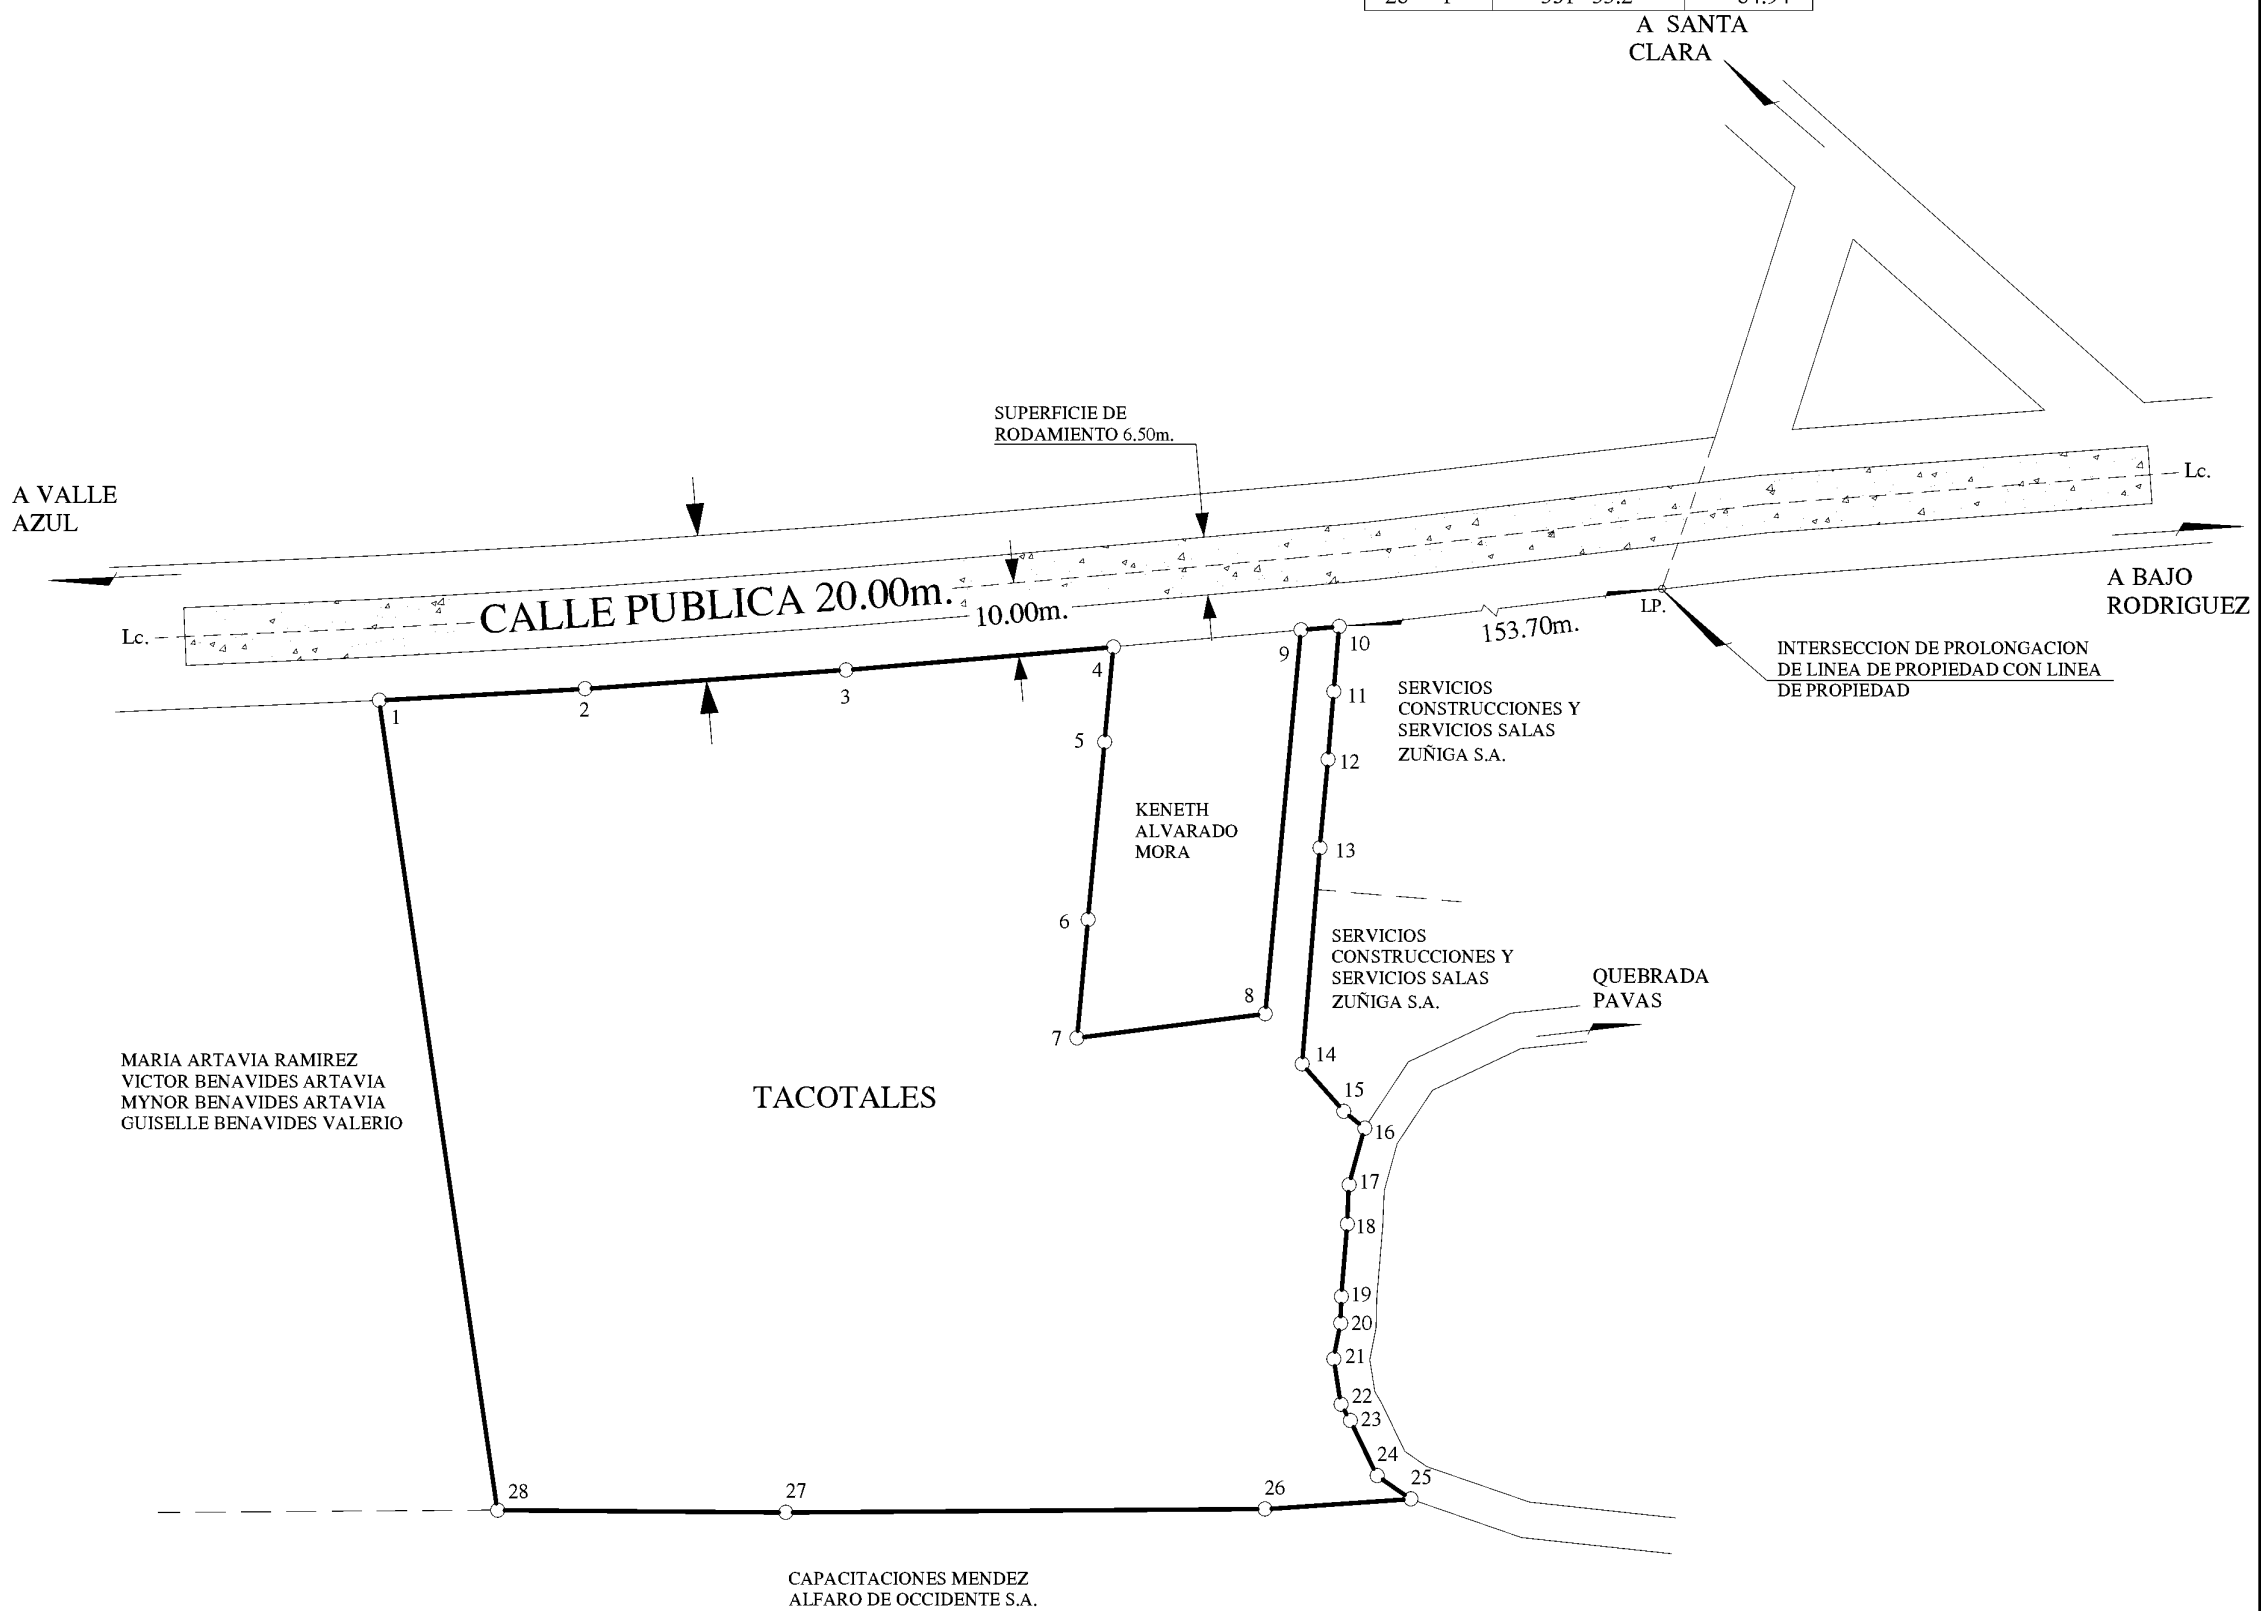 A SANTA
CLARA
SUPERFICIE DE
RODAMIENTO 6.50m.
A VALLE
AZUL
Lc.
Lc.
CALLE PUBLICA 20.00m.
10.00m.
153.70m.
LP.
A BAJO
RODRIGUEZ
INTERSECCION DE PROLONGACION
DE LINEA DE PROPIEDAD CON LINEA
DE PROPIEDAD
1
2
3
4
5
6
7
8
9
10
11
12
13
14
15
16
17
18
19
20
21
22
23
24
25
26
27
28
SERVICIOS
CONSTRUCCIONES Y
SERVICIOS SALAS
ZUÑIGA S.A.
KENETH
ALVARADO
MORA
SERVICIOS
CONSTRUCCIONES Y
SERVICIOS SALAS
ZUÑIGA S.A.
QUEBRADA
PAVAS
MARIA ARTAVIA RAMIREZ
VICTOR BENAVIDES ARTAVIA
MYNOR BENAVIDES ARTAVIA
GUISELLE BENAVIDES VALERIO
TACOTALES
CAPACITACIONES MENDEZ
ALFARO DE OCCIDENTE S.A.